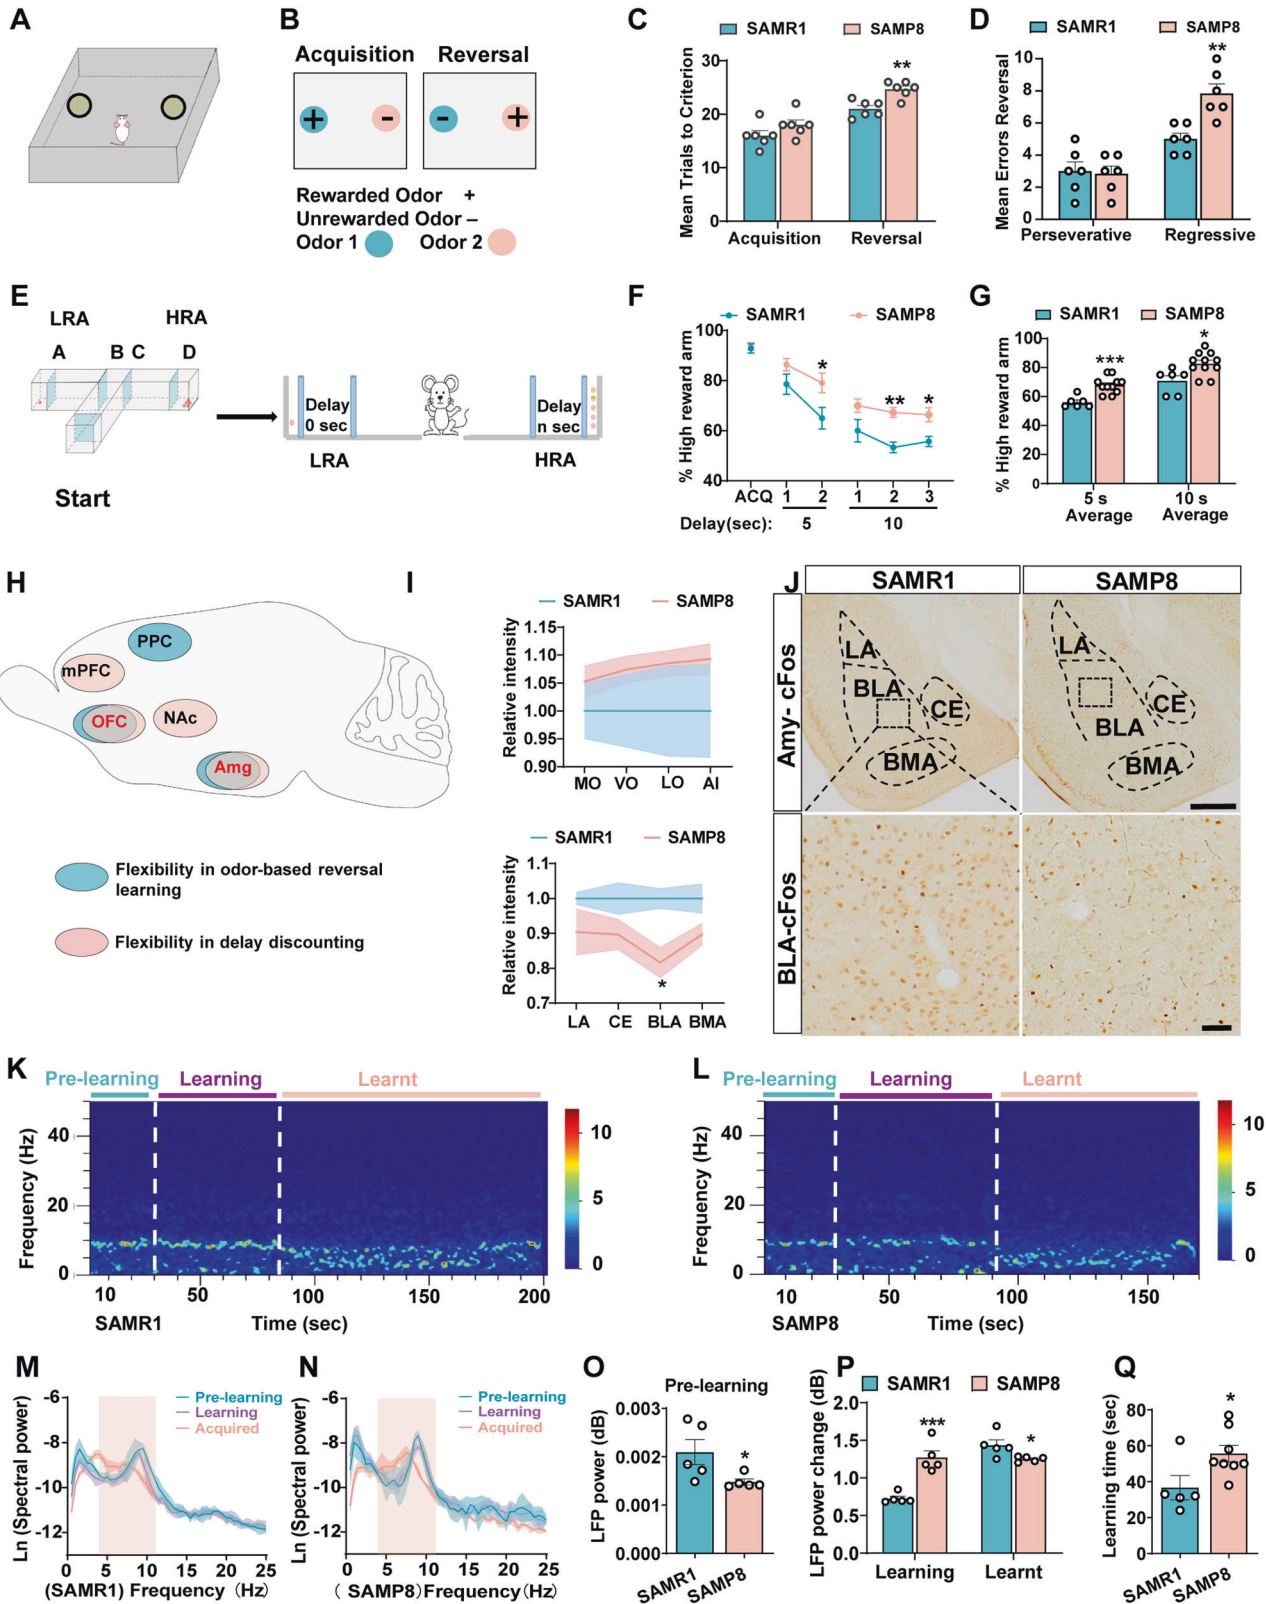 A
B
Acquisition Reversal
+ -
- +
Rewarded Odor +
Unrewarded Odor –
Odor 1 Odor 2
C
SAMR1 SAMP8
Mean Trials to Criterion
30
20
10
0
**
Acquisition Reversal
D
SAMR1 SAMP8
Mean Errors Reversal
10
8
6
4
2
0
**
Perseverative Regressive
E
LRA HRA
A B C D
Start
Delay
0 sec
Delay
n sec
LRA HRA
F
SAMR1 SAMP8
% High reward arm
100
80
60
40
* ** *
ACQ 1 2 1 2 3
Delay(sec): 5 10
G
SAMR1 SAMP8
% High reward arm
100
80
60
40
20
0
*** *
5 s 10 s
Average Average
H
PPC
mPFC
OFC
NAc
Amg
Flexibility in odor-based reversal
learning
Flexibility in delay discounting
I
SAMR1 SAMP8
Relative intensity
1.15
1.10
1.05
1.00
0.95
0.90
MO VO LO AI
SAMR1 SAMP8
Relative intensity
1.1
1.0
0.9
0.8
0.7
*
LA CE BLA BMA
J
SAMR1 SAMP8
Amy- cFos
LA
BLA
CE
BMA
LA
CE
BLA
BMA
BLA-cFos
K
Pre-learning Learning Learnt
Frequency (Hz)
40
20
0
10 50 100 150 200
SAMR1 Time (sec)
10
5
0
L
Pre-learning Learning Learnt
Frequency (Hz)
40
20
0
10 50 100 150
SAMP8 Time (sec)
10
5
0
M
Ln (Spectral power)
-6
-8
-10
-12
Pre-learning
Learning
Acquired
0 5 10 15 20 25
(SAMR1) Frequency (Hz)
N
Ln (Spectral power)
-6
-8
-10
-12
Pre-learning
Learning
Acquired
0 5 10 15 20 25
( SAMP8)Frequency(Hz)
O
Pre-learning
LFP power (dB)
0.003
0.002
0.001
0.000
*
SAMR1 SAMP8
P
SAMR1 SAMP8
LFP power change (dB)
2.0
1.5
1.0
0.5
0.0
*** *
Learning Learnt
Q
Learning time (sec)
80
60
40
20
0
*
SAMR1 SAMP8